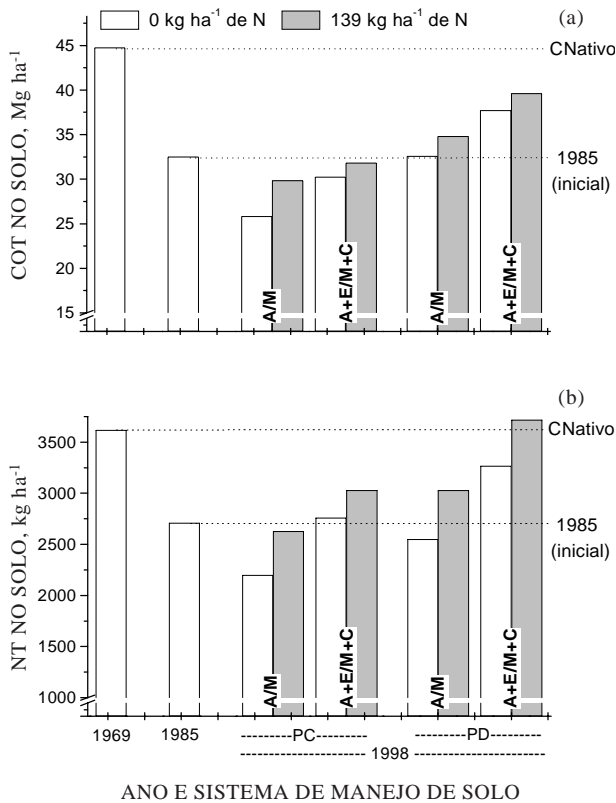 0 kg ha-1 de N 139 kg ha-1 de N (a)
COT NO SOLO, Mg ha-1
45
40
35
30
25
20
15
CNativo
1985
(inicial)
A/M
A+E/M+C
A/M
A+E/M+C
(b)
NT NO SOLO, kg ha-1
3500
3000
2500
2000
1500
1000
CNativo
1985
(inicial)
A/M
A+E/M+C
A/M
A+E/M+C
1969 1985 ---------PC--------- ---------PD---------
------------------------1998------------------------
ANO E SISTEMA DE MANEJO DE SOLO